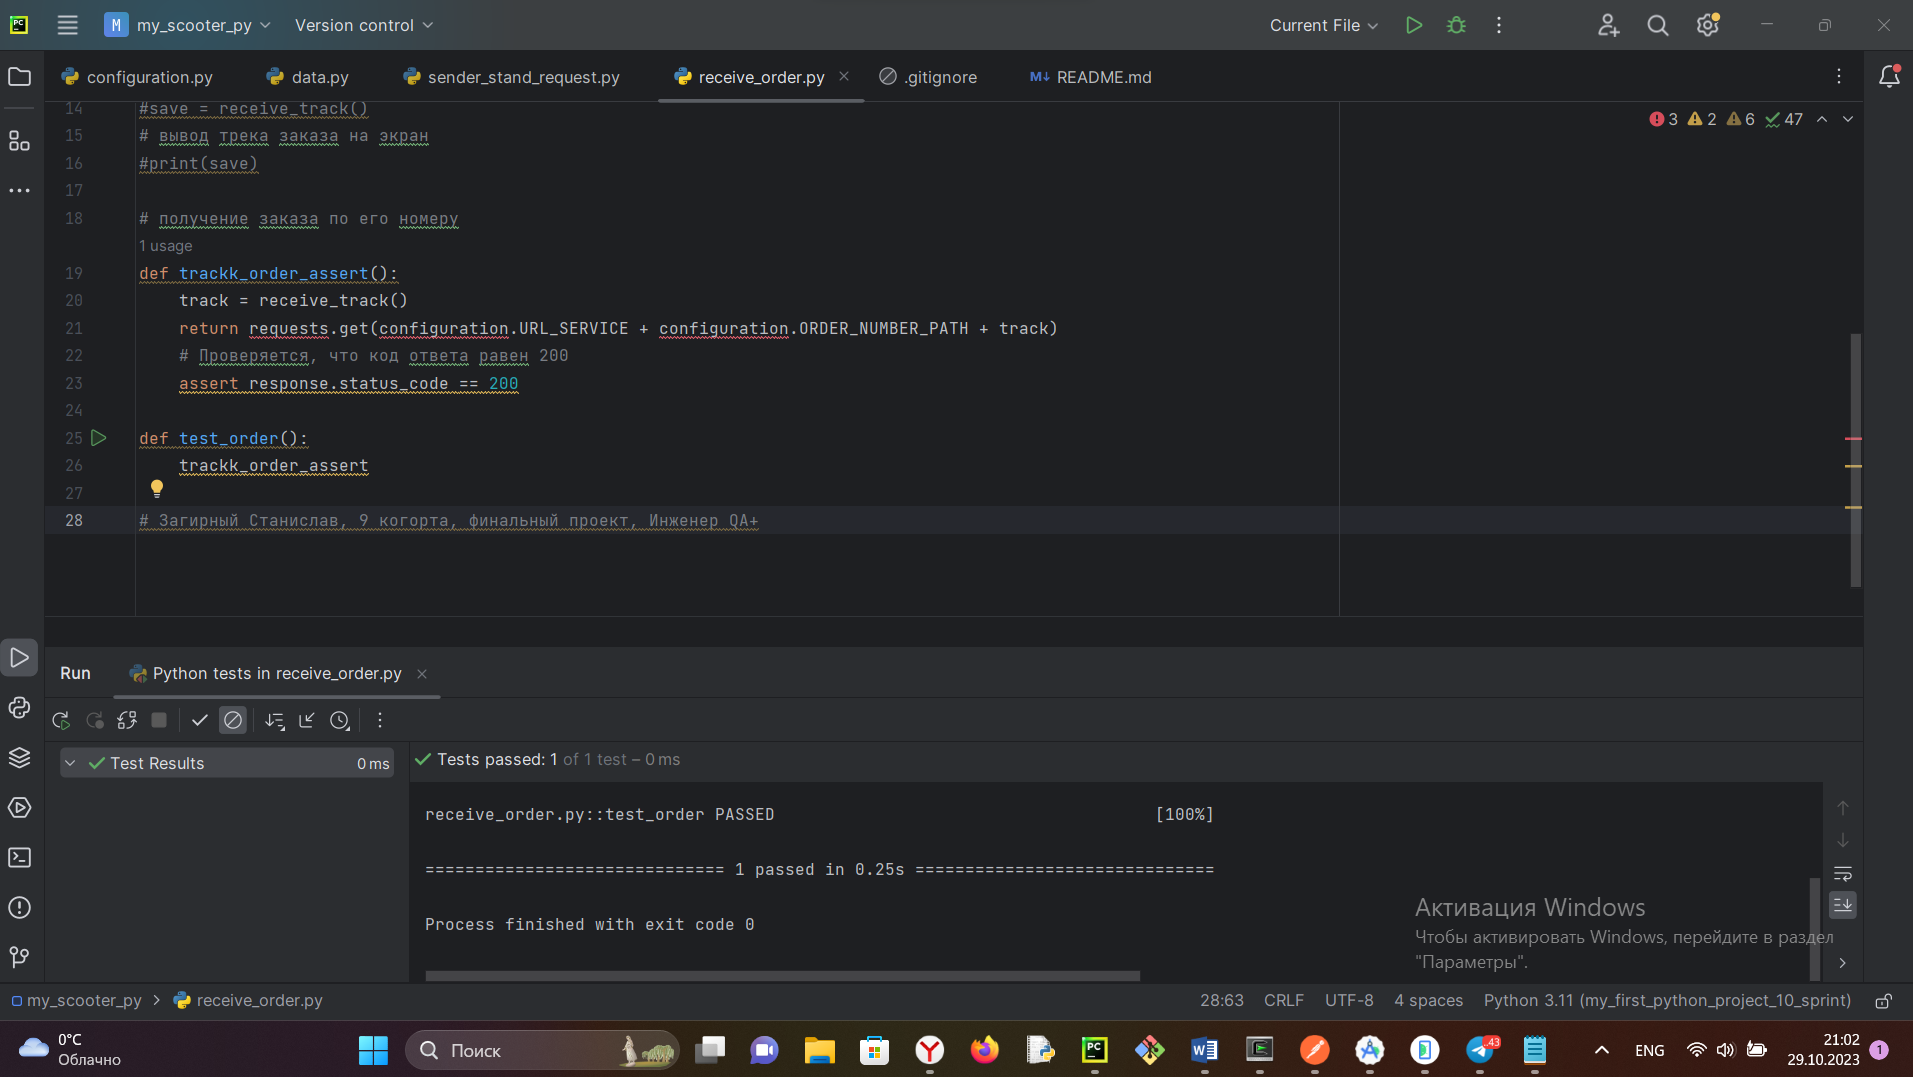 PC
M my_scooter_py
Version control
Current File
configuration.py
data.py
sender_stand_request.py
receive_order.py
.gitignore
M↓ README.md
3 2 6 47
14 #save = receive_track()
15 # вывод трека заказа на экран
16 #print(save)
17
18 # получение заказа по его номеру
1 usage
19 def trackk_order_assert():
20 track = receive_track()
21 return requests.get(configuration.URL_SERVICE + configuration.ORDER_NUMBER_PATH + track)
22 # Проверяется, что код ответа равен 200
23 assert response.status_code == 200
24
25 def test_order():
26 trackk_order_assert
27
28 # Загирный Станислав, 9 когорта, финальный проект, Инженер QA+
Run
Python tests in receive_order.py
Test Results 0 ms
Tests passed: 1 of 1 test – 0 ms
receive_order.py::test_order PASSED [100%]
============================== 1 passed in 0.25s ==============================
Process finished with exit code 0
Активация Windows
Чтобы активировать Windows, перейдите в раздел
"Параметры".
my_scooter_py > receive_order.py
28:63 CRLF UTF-8 4 spaces Python 3.11 (my_first_python_project_10_sprint)
0°C
Облачно
Поиск
PC
W
43
ENG
21:02
29.10.2023
1